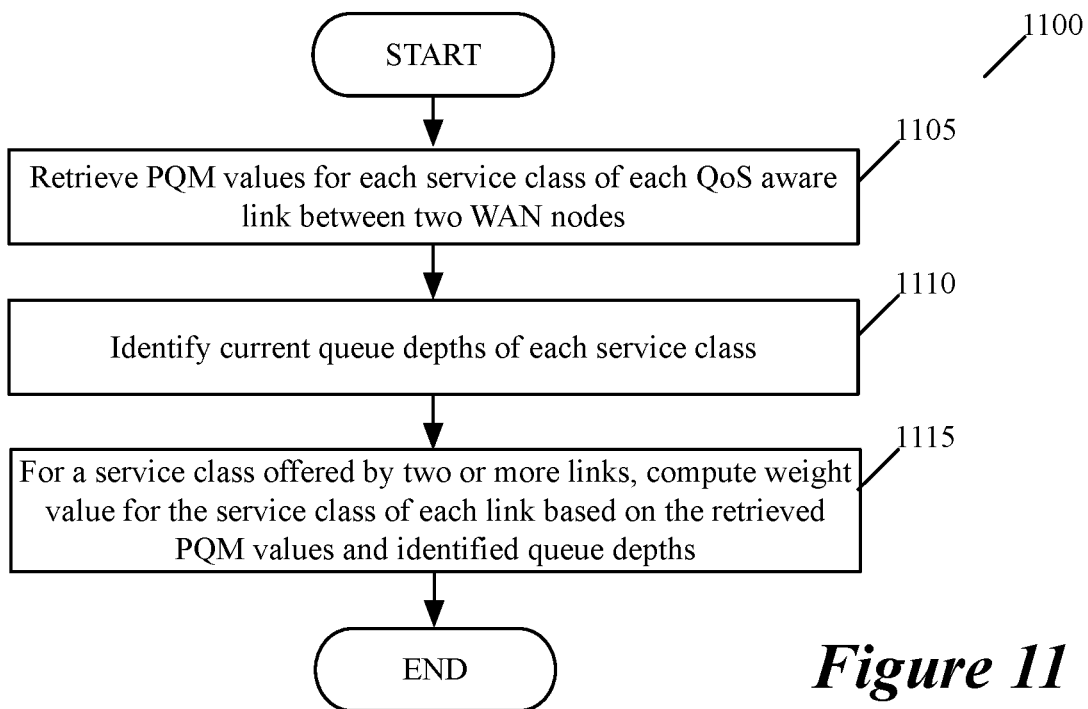 START
1100
1105
Retrieve PQM values for each service class of each QoS aware
link between two WAN nodes
1110
Identify current queue depths of each service class
1115
For a service class offered by two or more links, compute weight
value for the service class of each link based on the retrieved
PQM values and identified queue depths
END
Figure 11